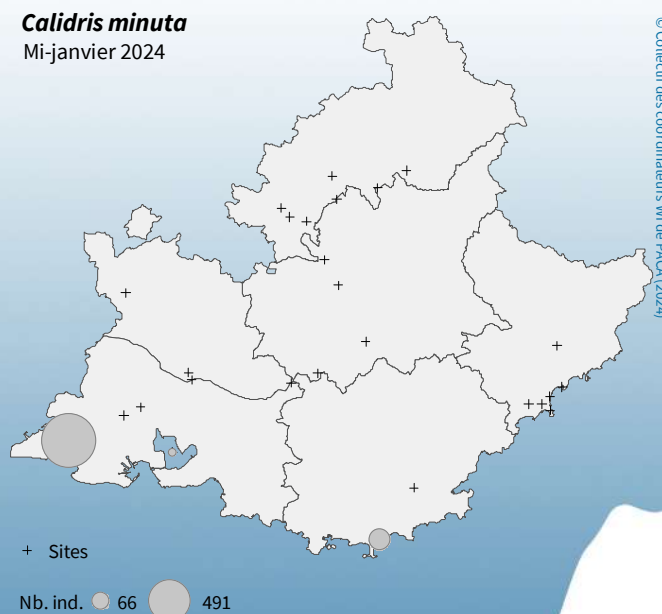 Calidris minuta
Mi-janvier 2024
© Collectif des coordinateurs WI de PACA (2024)
+ Sites
Nb. ind. 66 491